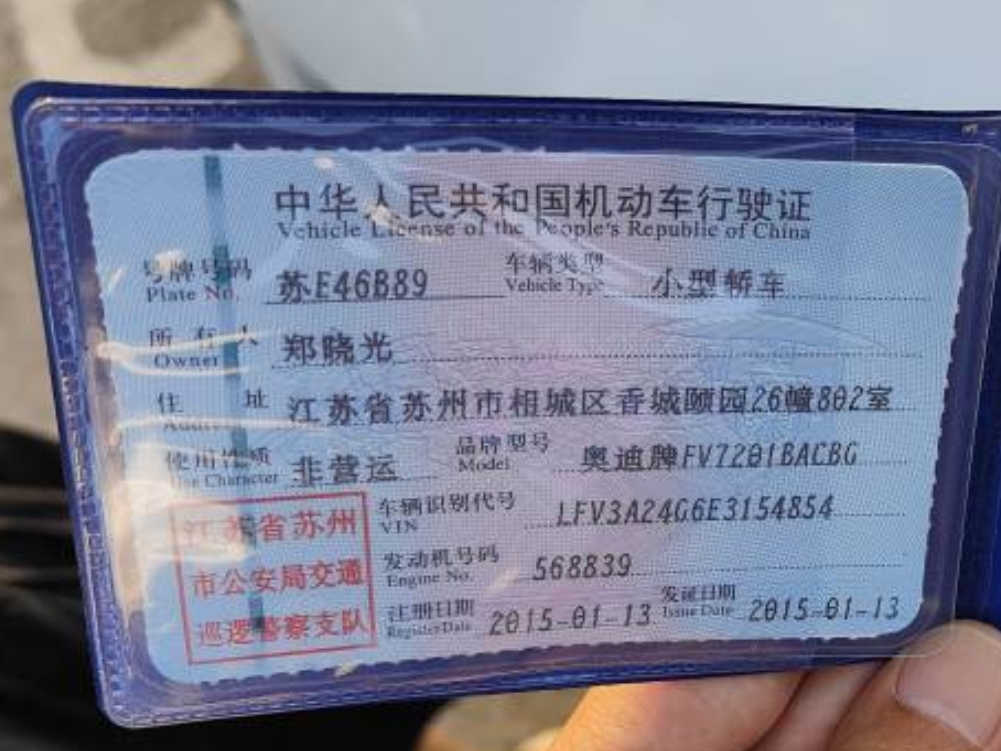 中华人民共和国机动车行驶证
Vehicle License of the People's Republic of China
号牌号码 苏E46B89 车辆类型 小型轿车
Plate No. Vehicle Type
所有人 郑晓光
Owner
住址 江苏省苏州市相城区香城颐园26幢802室
Address
使用性质 非营运 品牌型号 奥迪牌FV7201BACBG
Use Character Model
车辆识别代号 LFV3A24G6E3154854
VIN
发动机号码 568839
Engine No.
注册日期 2015-01-13 发证日期 2015-01-13
Register Date Issue Date
江苏省苏州
市公安局交通
巡逻警察支队